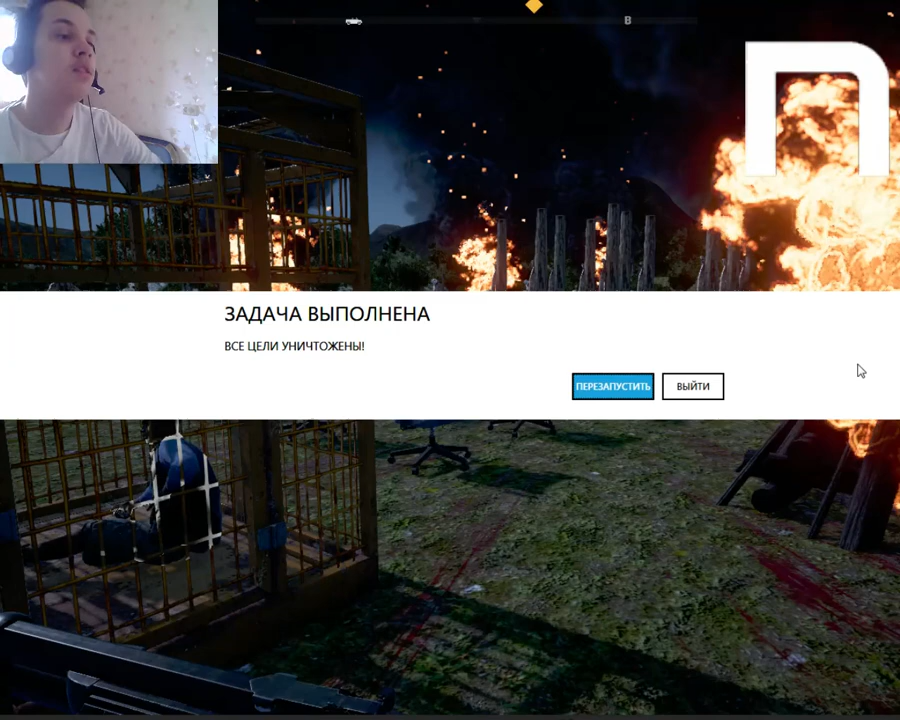 В
П
ЗАДАЧА ВЫПОЛНЕНА
ВСЕ ЦЕЛИ УНИЧТОЖЕНЫ!
ПЕРЕЗАПУСТИТЬ
ВЫЙТИ